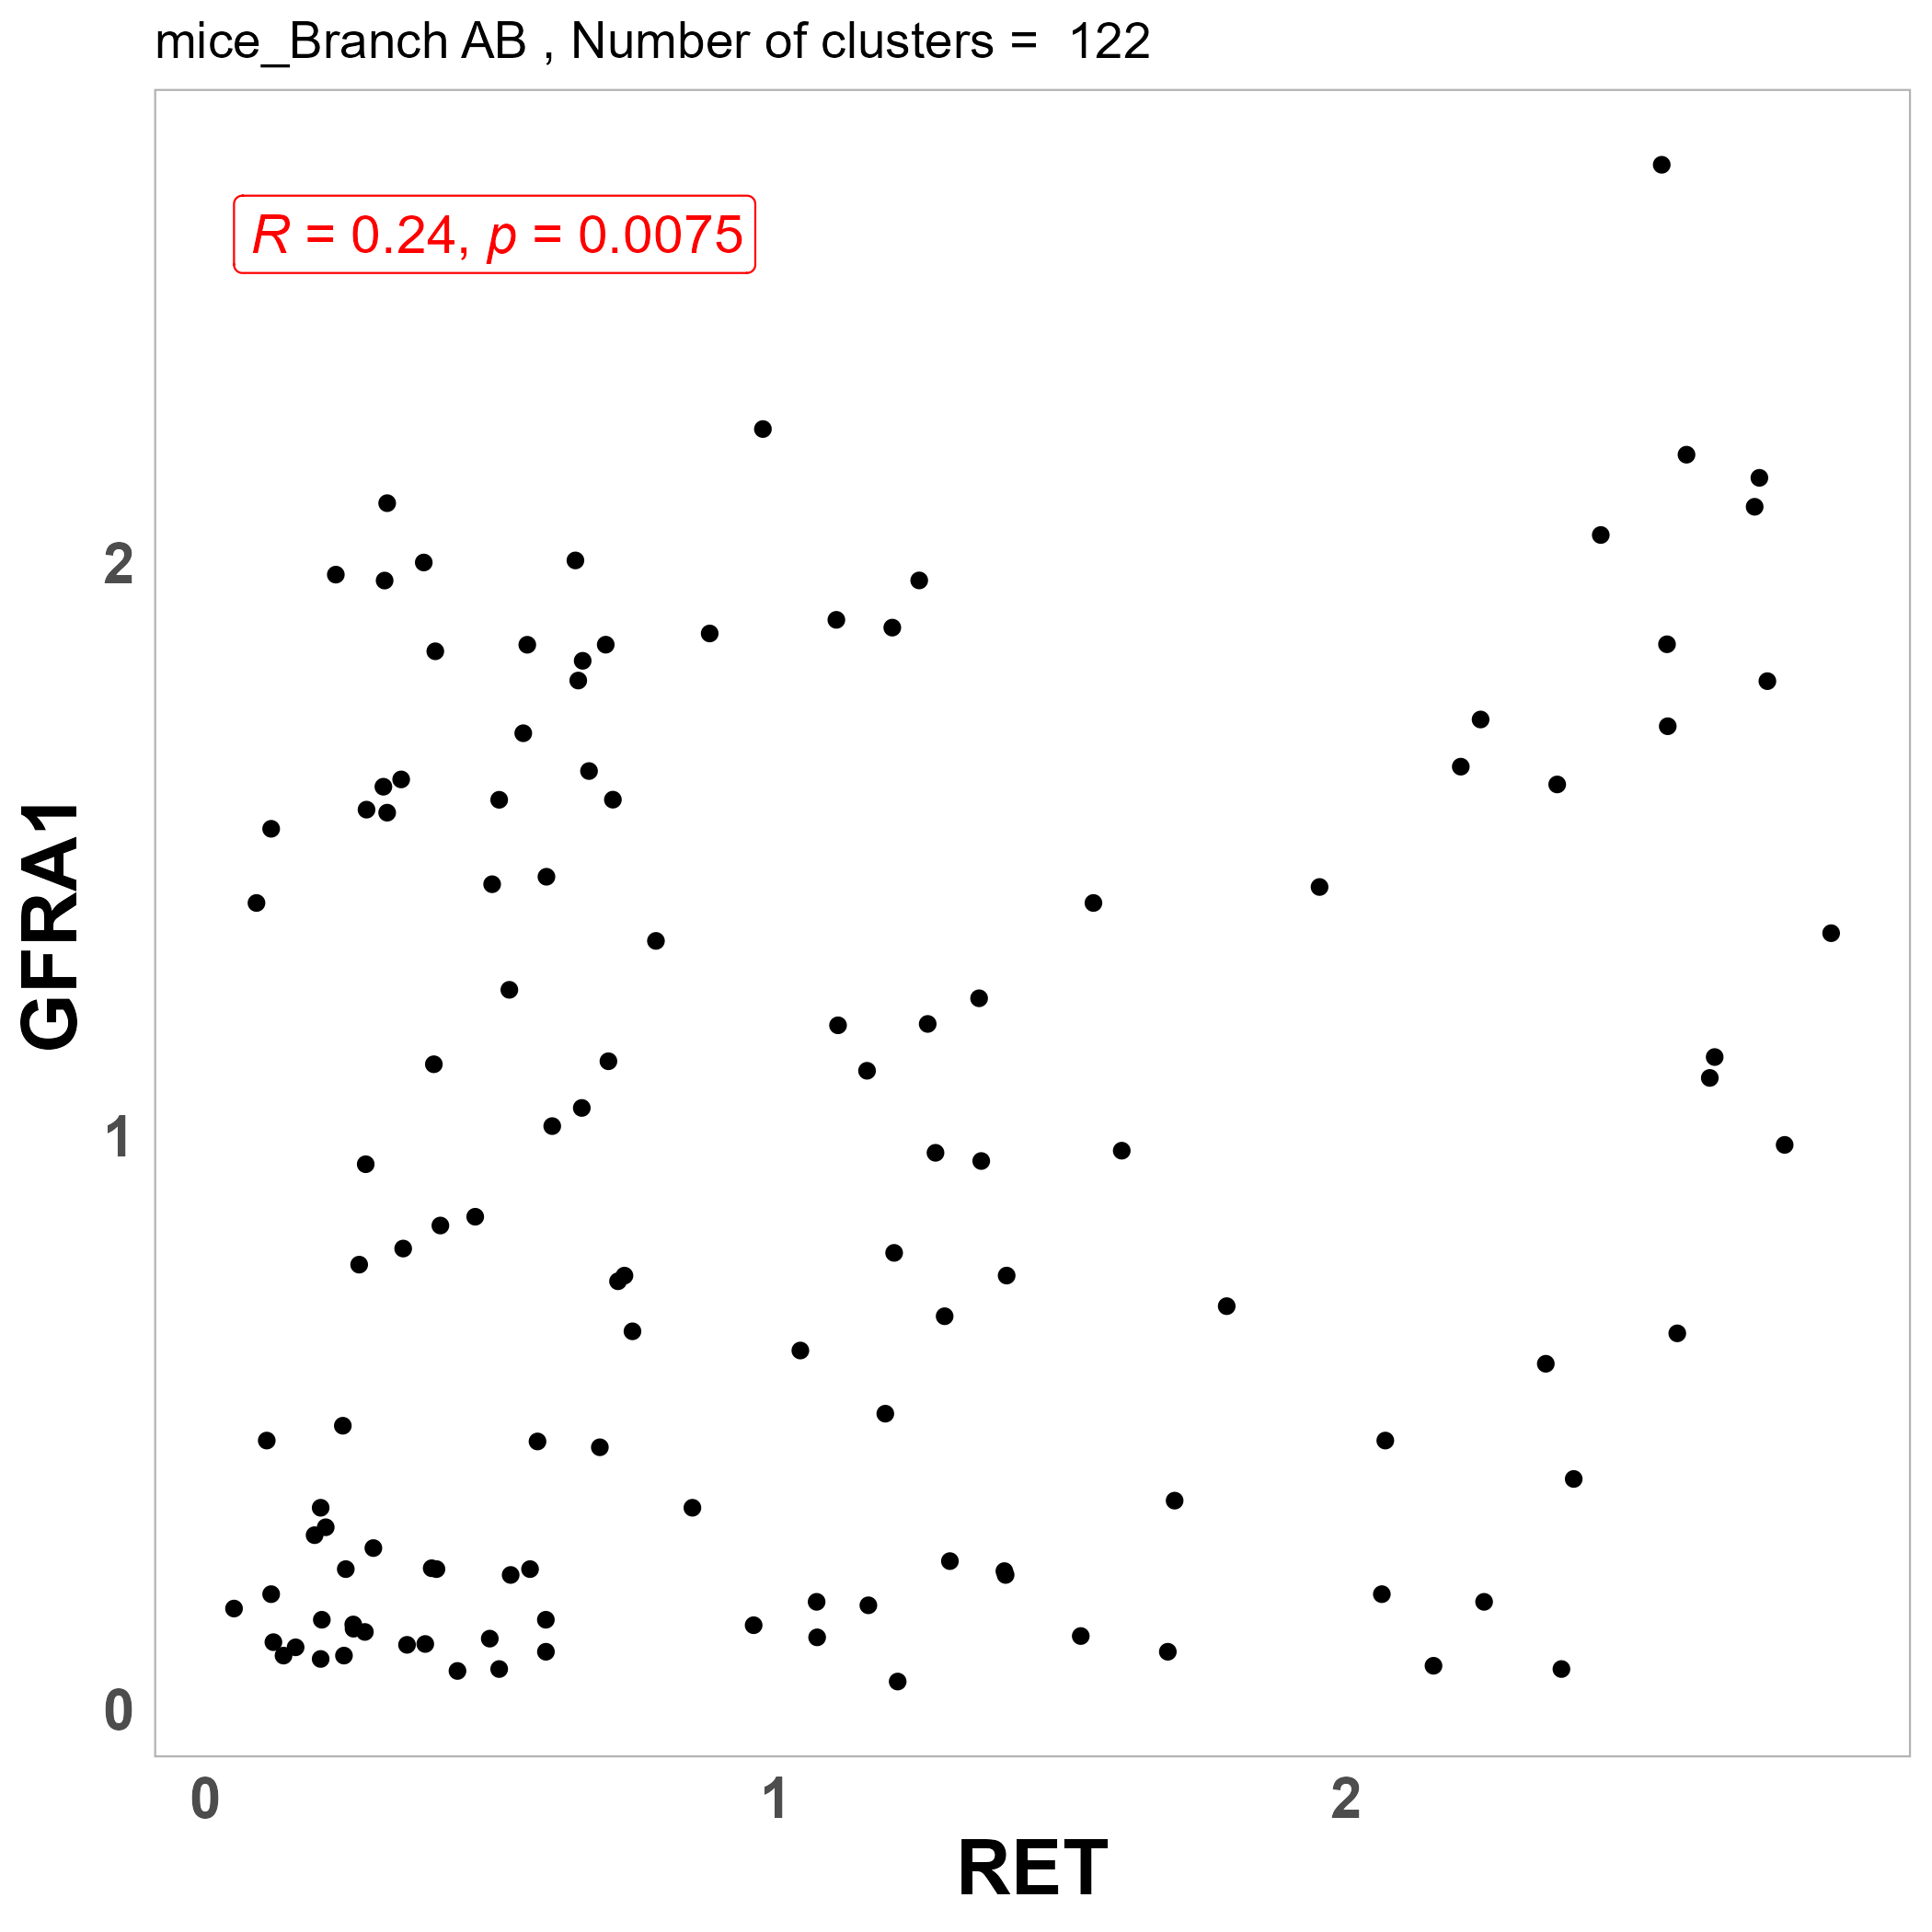 mice_Branch AB , Number of clusters =  122
R = 0.24, p = 0.0075
2
1
0
GFRA1
0
1
2
RET